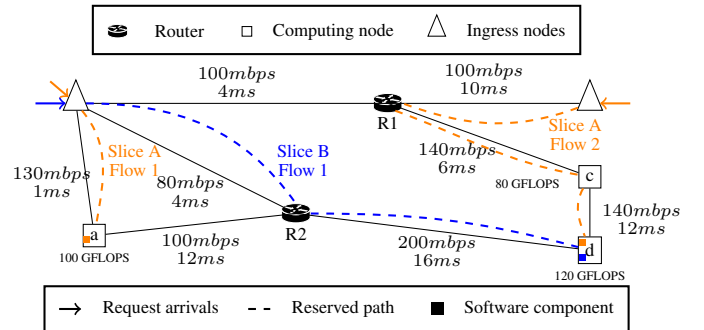 Router Computing node Ingress nodes
100mbps
4ms
100mbps
10ms
R1
Slice A
Flow 1
Slice B
Flow 1
Slice A
Flow 2
130mbps
1ms
80mbps
4ms
140mbps
6ms
80 GFLOPS
c
a
100 GFLOPS
100mbps
12ms
R2
200mbps
16ms
140mbps
12ms
d
120 GFLOPS
Request arrivals Reserved path Software component